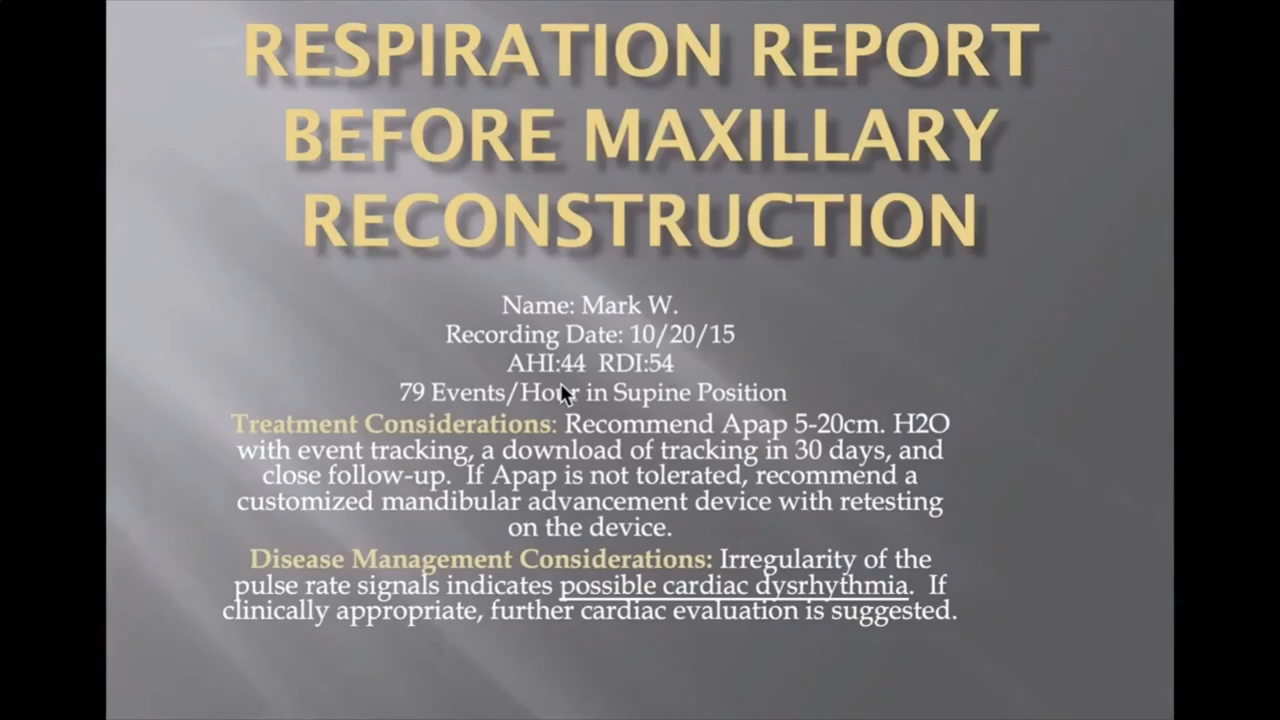 RESPIRATION REPORT
BEFORE MAXILLARY
RECONSTRUCTION
Name: Mark W.
Recording Date: 10/20/15
AHI:44 RDI:54
79 Events/Hour in Supine Position
Treatment Considerations: Recommend Apap 5-20cm. H2O
with event tracking, a download of tracking in 30 days, and
close follow-up. If Apap is not tolerated, recommend a
customized mandibular advancement device with retesting
on the device.
Disease Management Considerations: Irregularity of the
pulse rate signals indicates possible cardiac dysrhythmia. If
clinically appropriate, further cardiac evaluation is suggested.